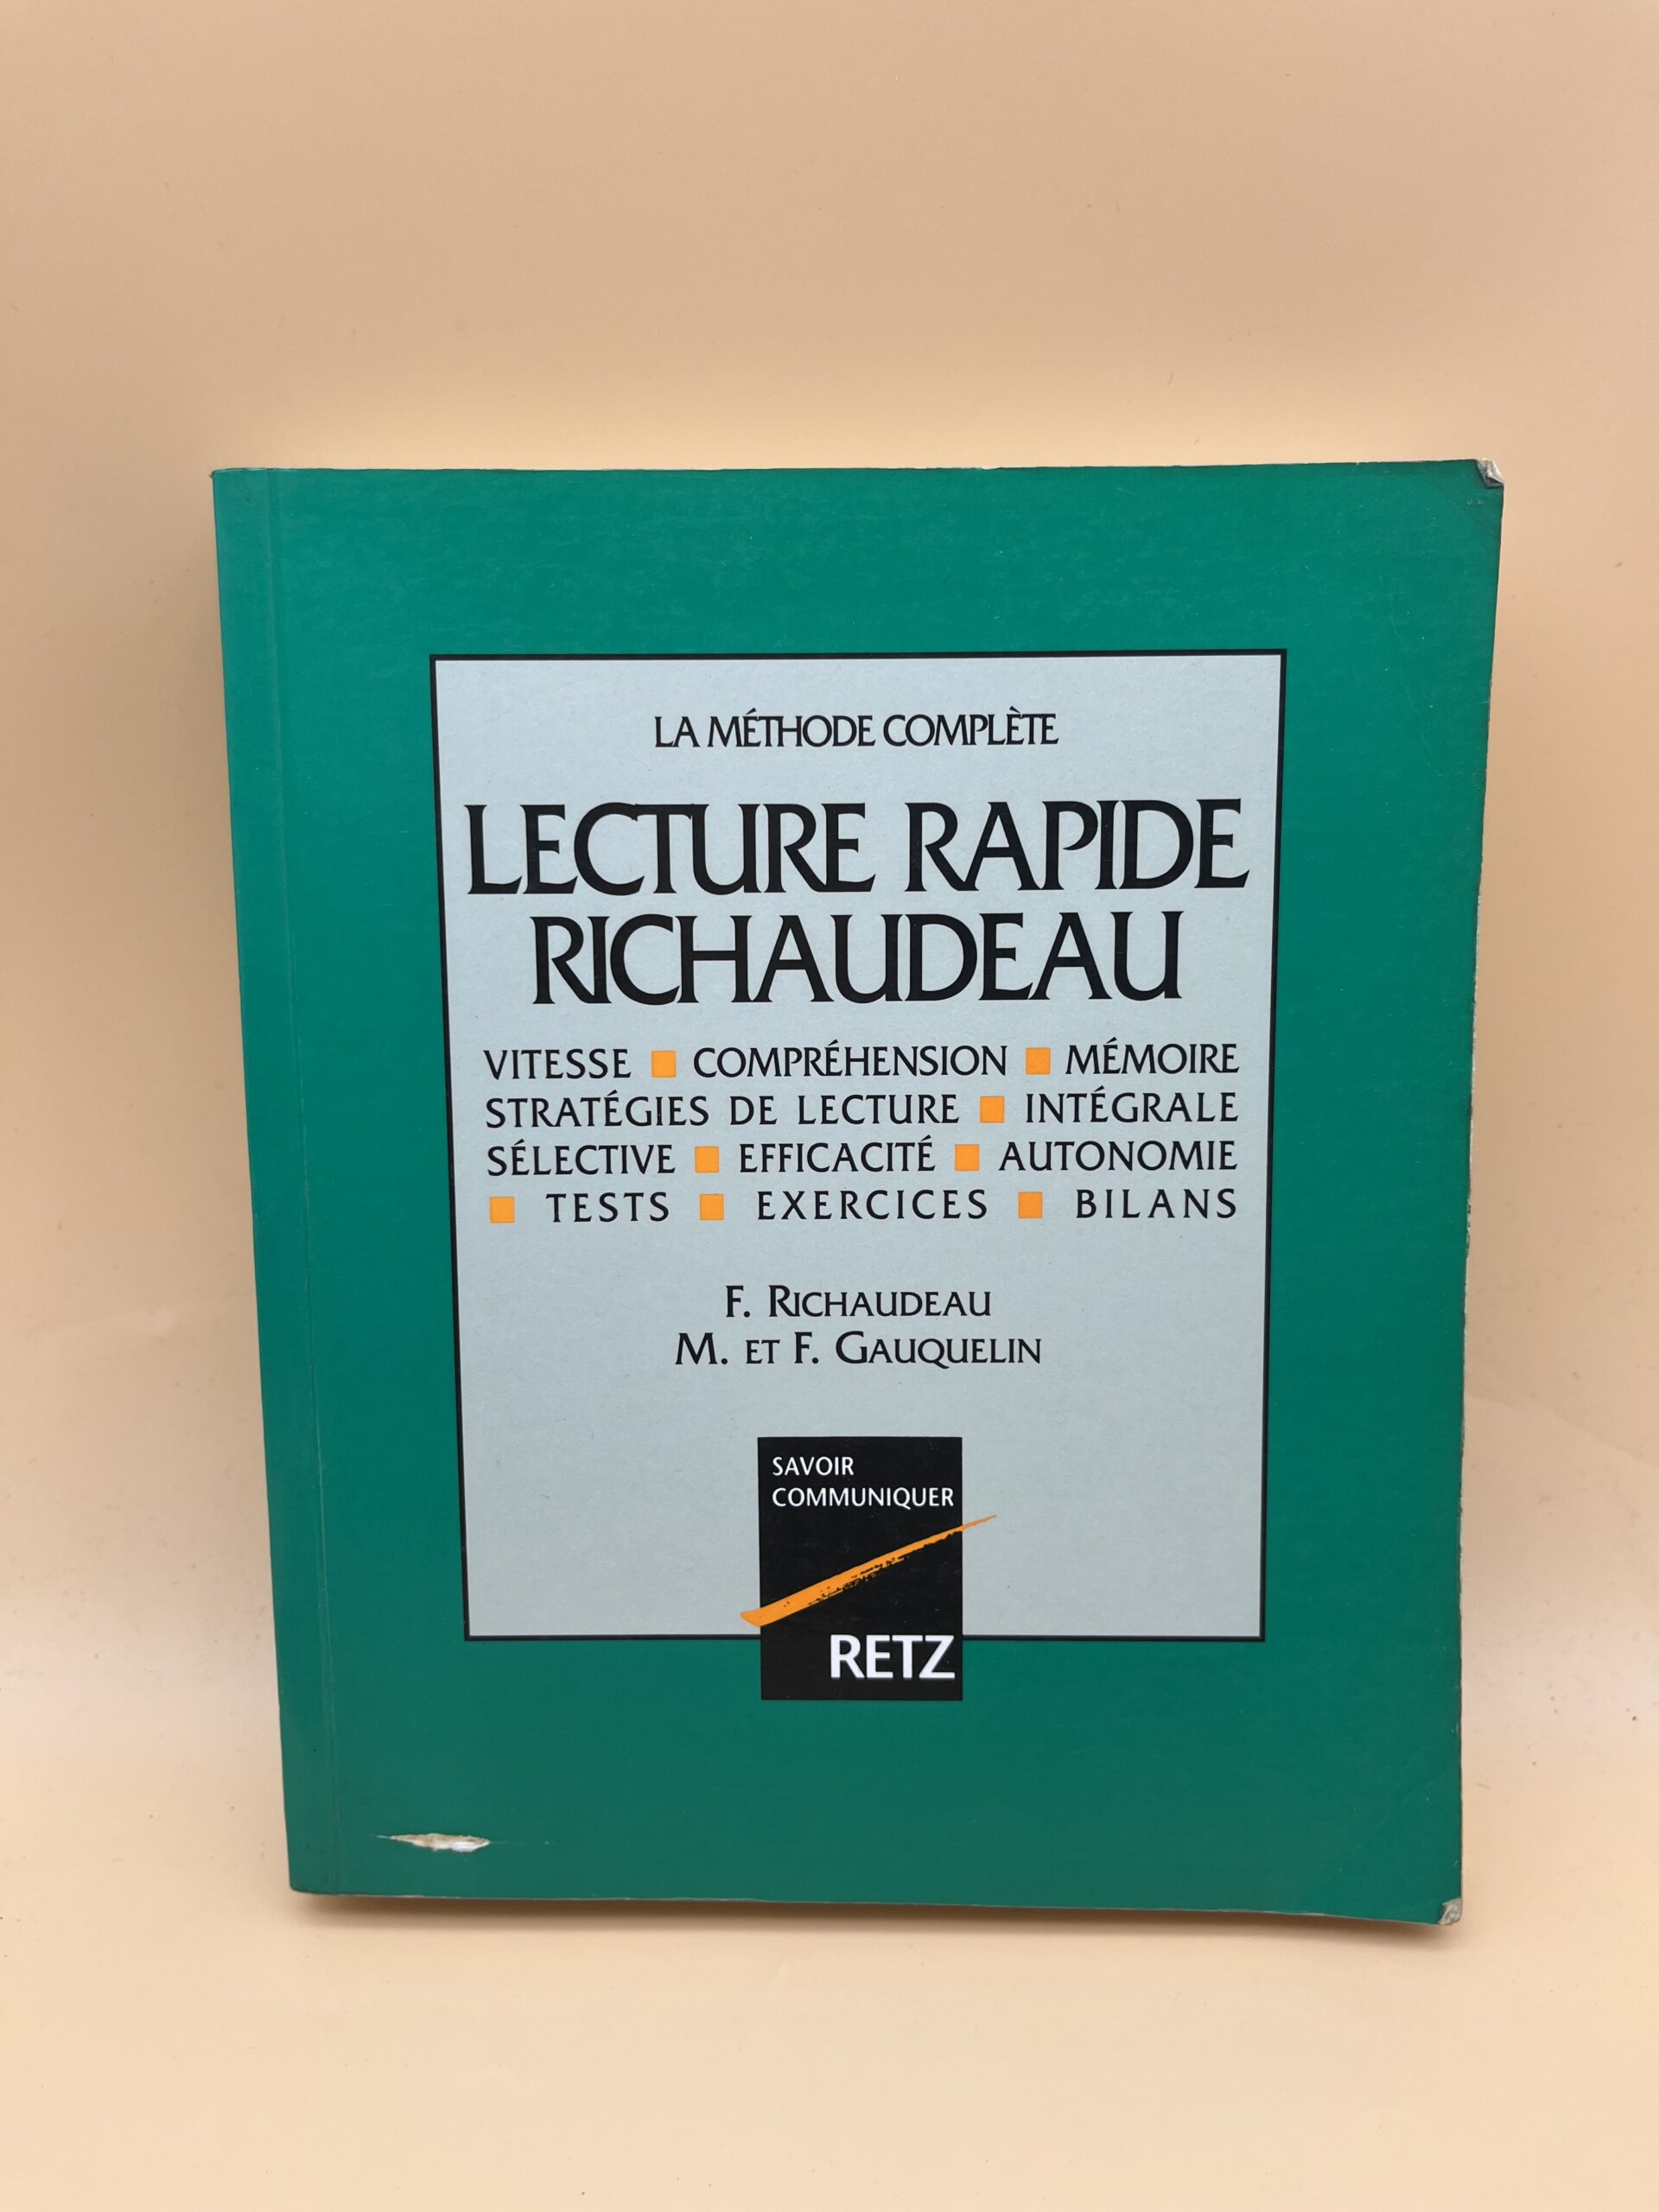 LA MÉTHODE COMPLÈTE
LECTURE RAPIDE
RICHAUDEAU
VITESSE ■ COMPRÉHENSION ■ MÉMOIRE
STRATÉGIES DE LECTURE ■ INTÉGRALE
SÉLECTIVE ■ EFFICACITÉ ■ AUTONOMIE
■ TESTS ■ EXERCICES ■ BILANS
F. RICHAUDEAU
M. ET F. GAUQUELIN
SAVOIR
COMMUNIQUER
RETZ